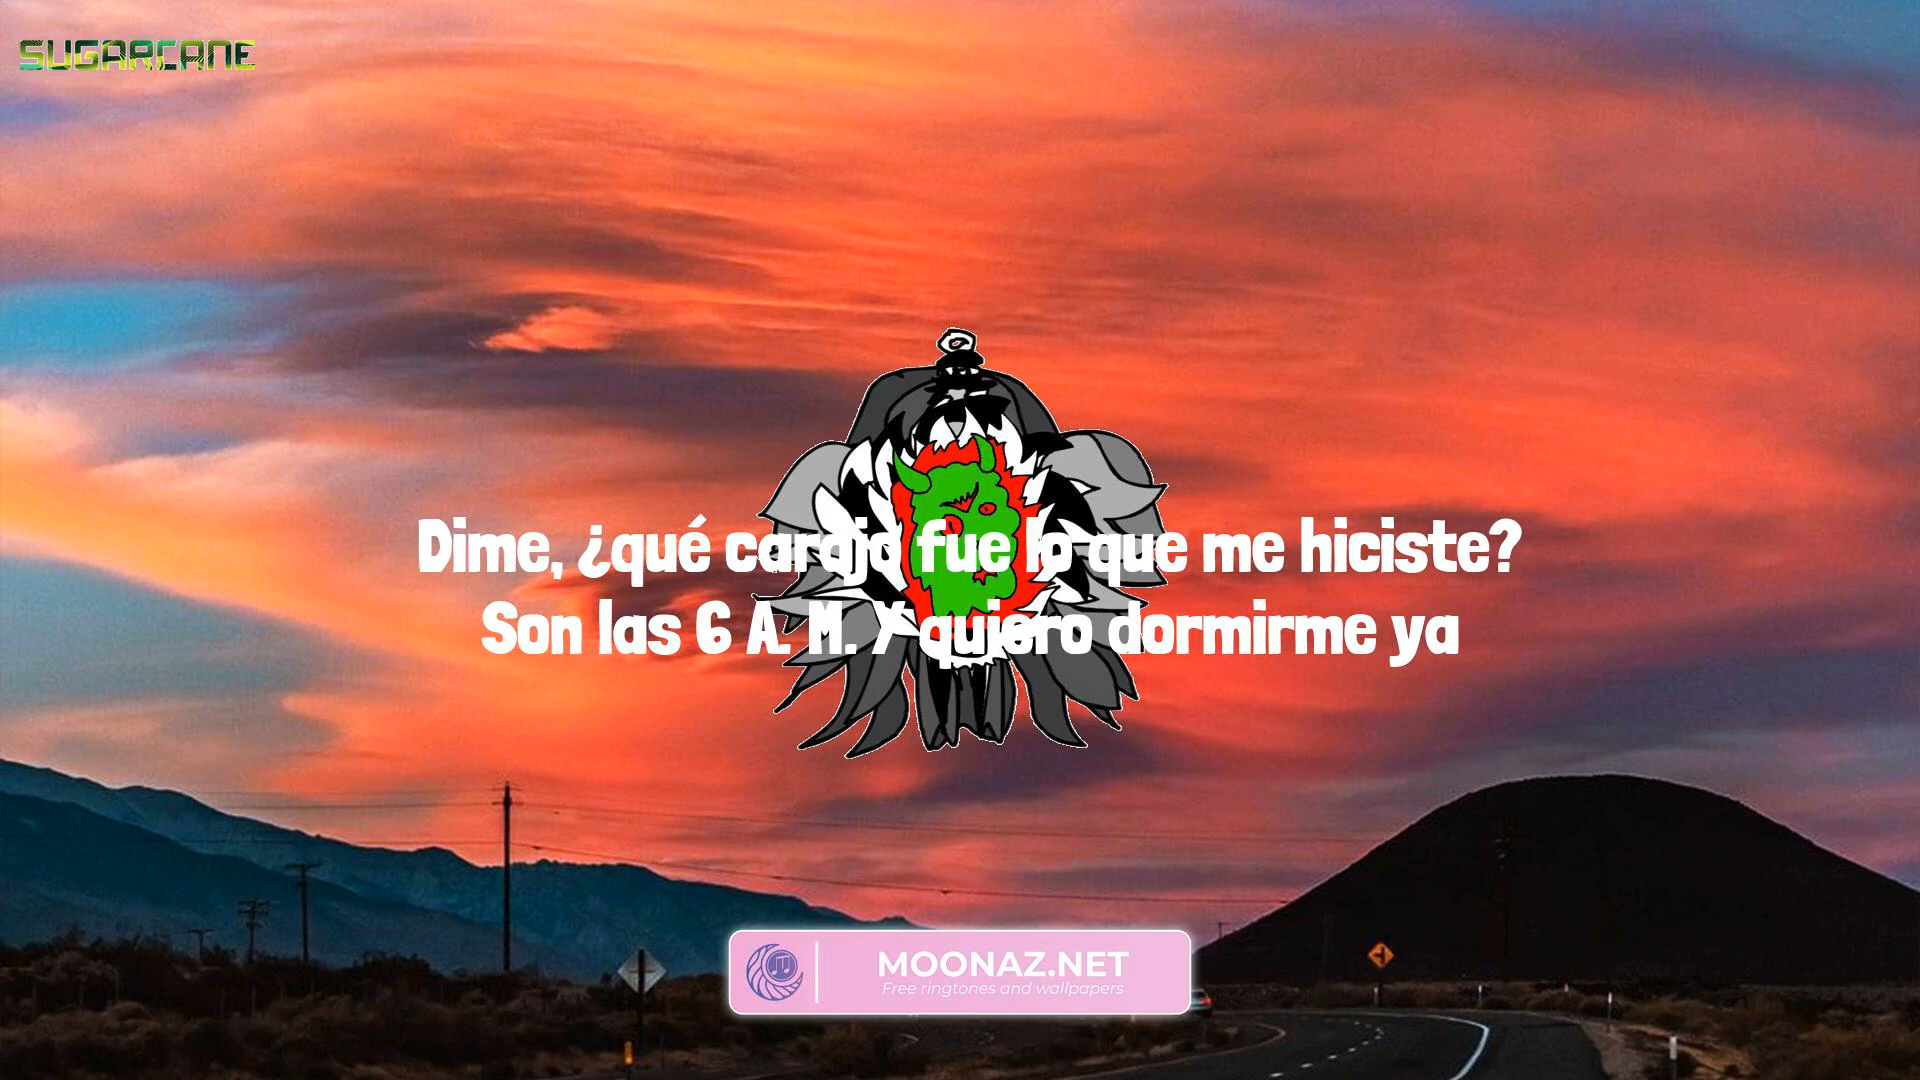 SUGARCANE
Dime, ¿qué carajo fue lo que me hiciste?
Son las 6 A. M. Y quiero dormirme ya
MOONAZ.NET
Free ringtones and wallpapers